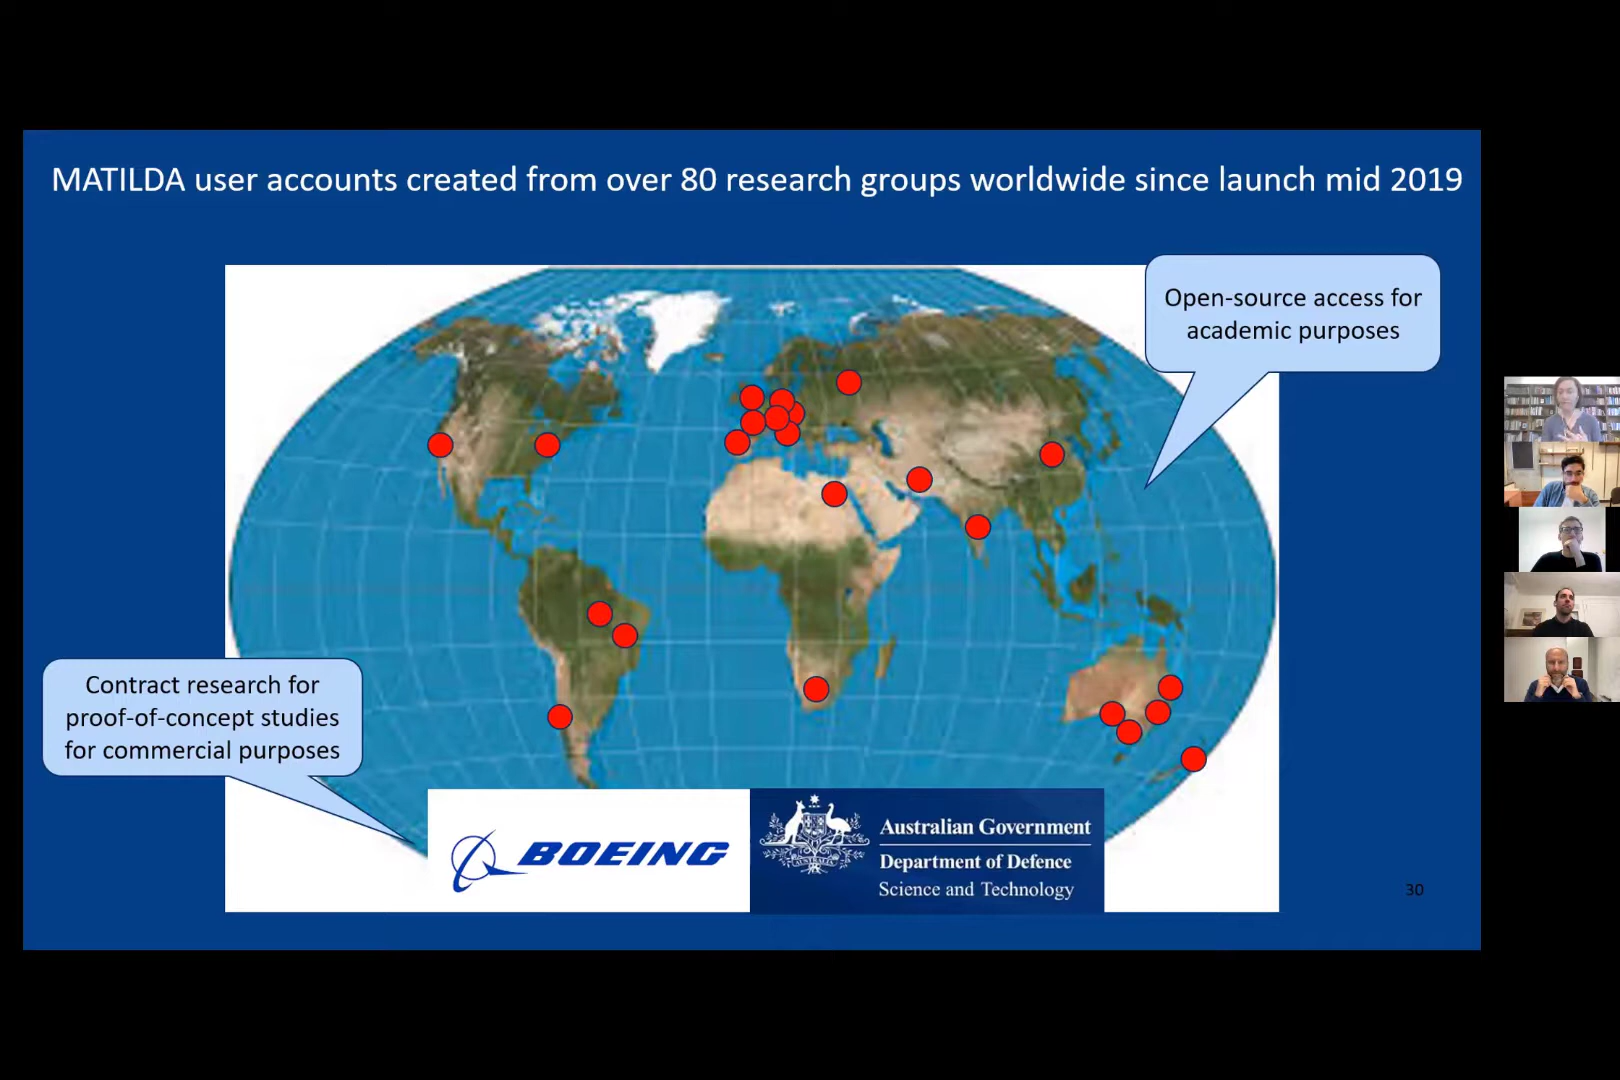 MATILDA user accounts created from over 80 research groups worldwide since launch mid 2019
Open-source access for
academic purposes
Contract research for
proof-of-concept studies
for commercial purposes
BOEING
Australian Government
Department of Defence
Science and Technology
30